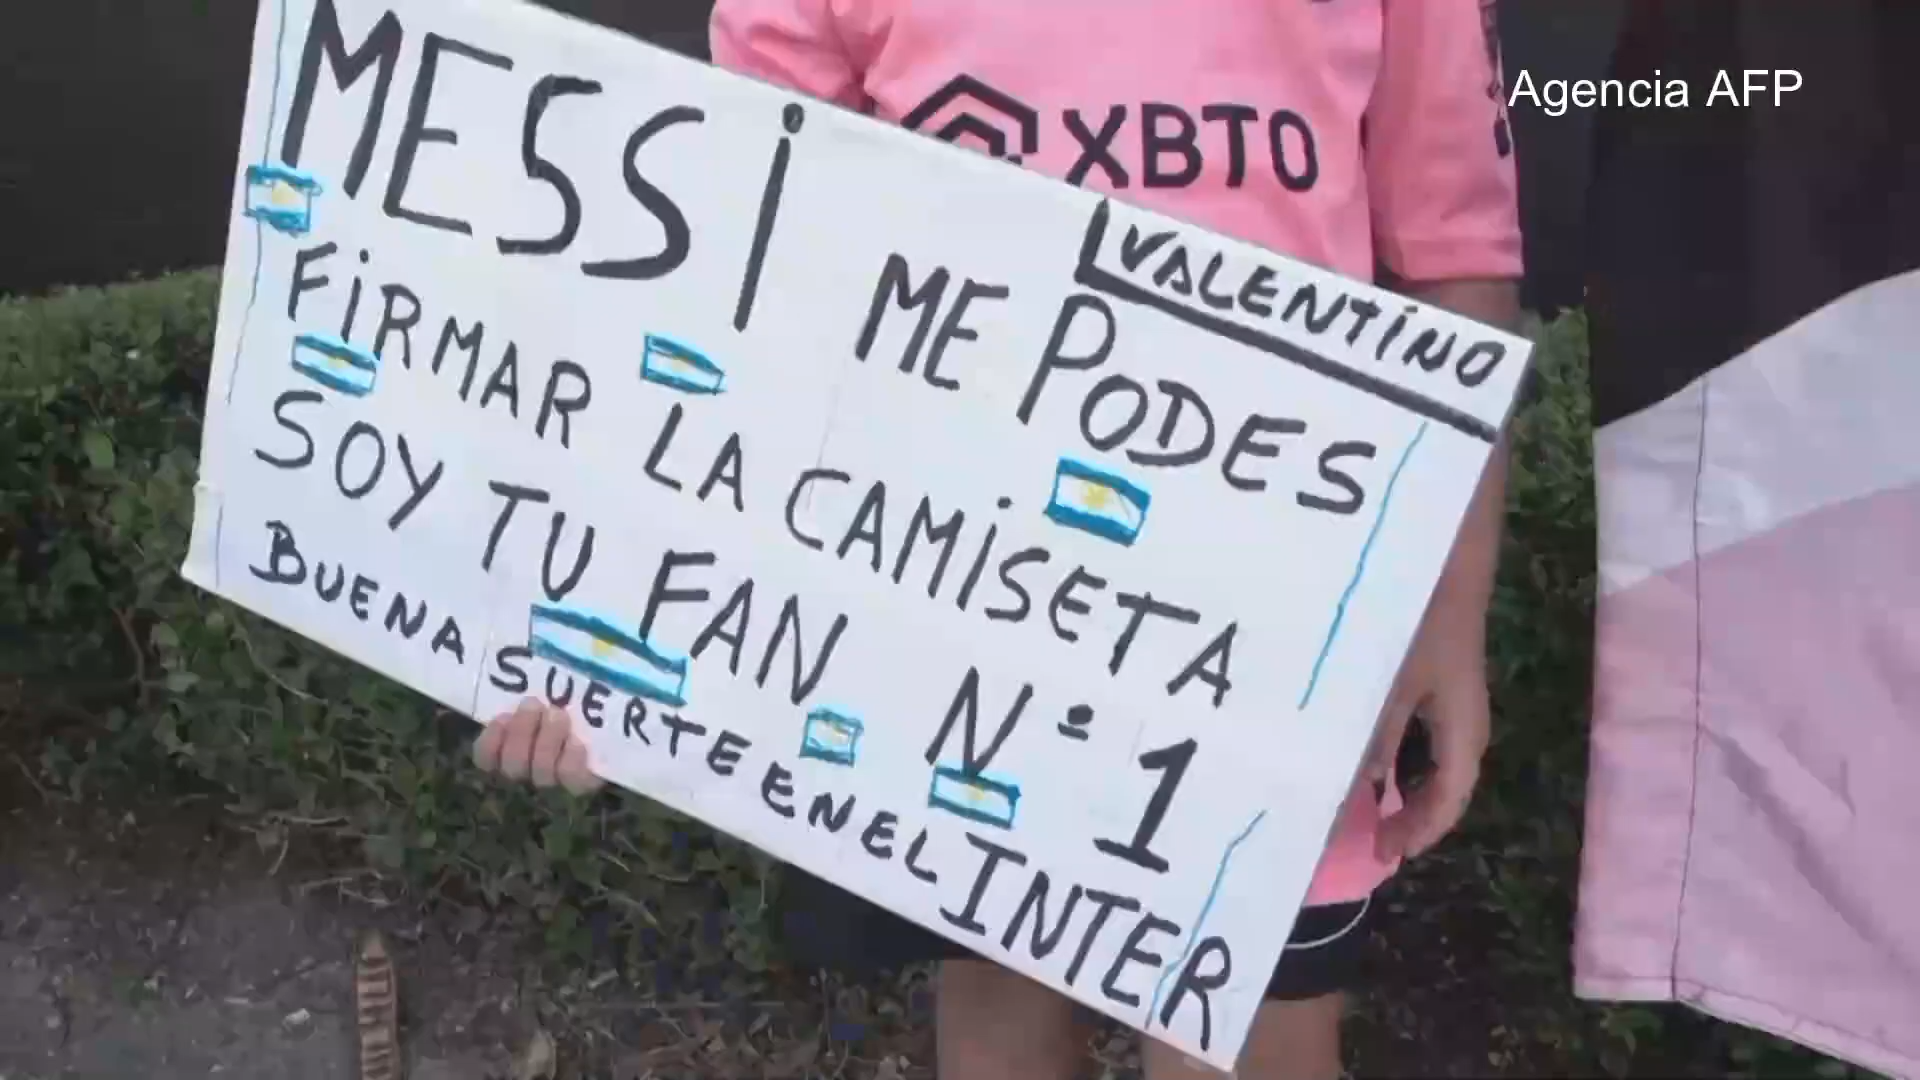 Agencia AFP
XBTO
VALENTINO
MESSI ME PODES
FIRMAR LA CAMISETA
SOY TU FAN Nº 1
BUENA SUERTE EN EL INTER